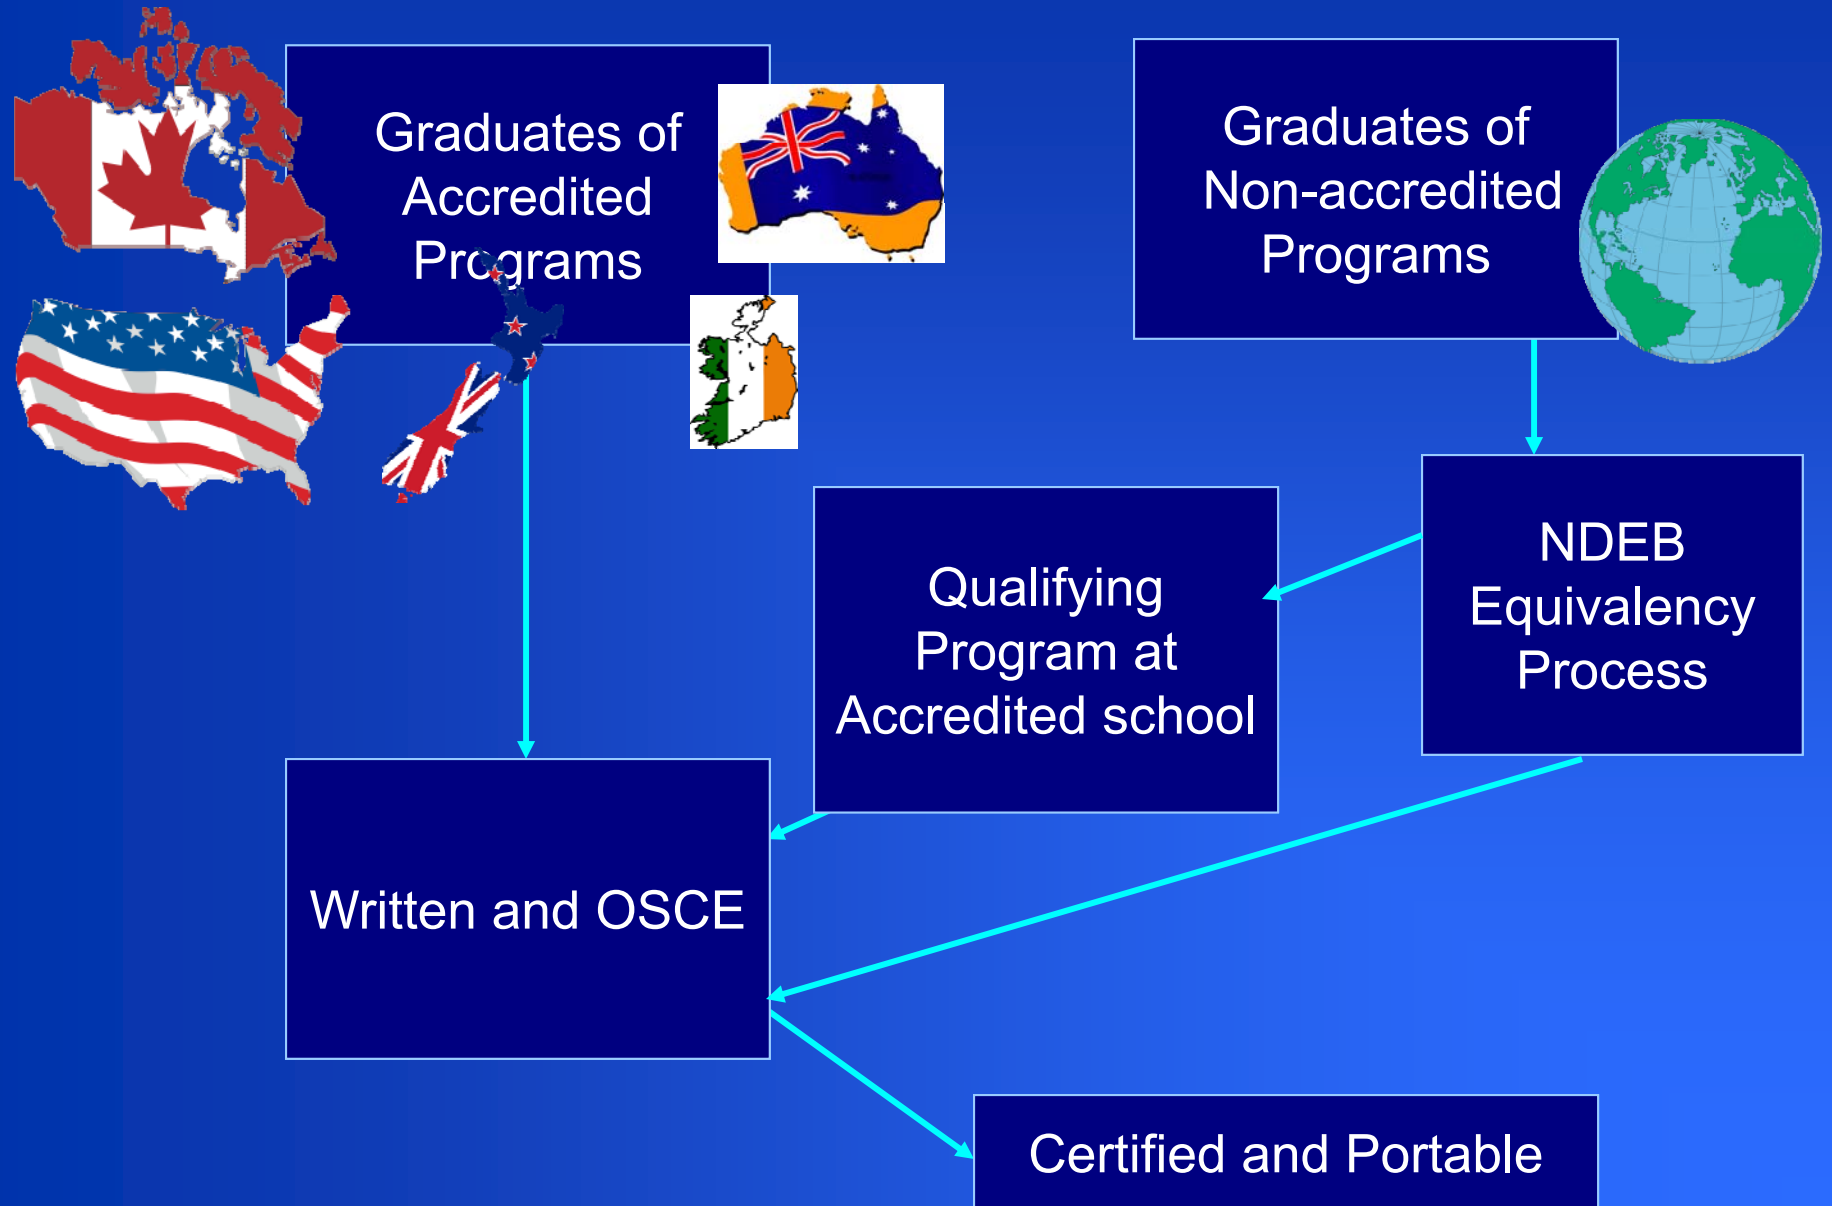 Graduates of
Accredited
Programs
Graduates of
Non-accredited
Programs
NDEB
Equivalency
Process
Qualifying
Program at
Accredited school
Written and OSCE
Certified and Portable